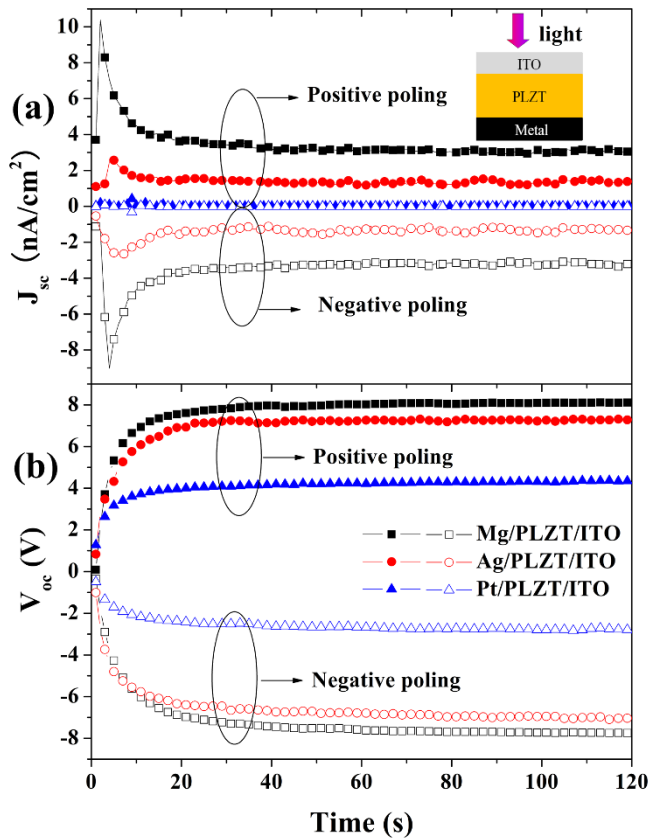 10
8
6
4
2
0
-2
-4
-6
-8
J_sc (nA/cm²)
(a)
light
ITO
PLZT
Metal
Positive poling
Negative poling
8
6
4
2
0
-2
-4
-6
-8
V_oc (V)
(b)
Positive poling
Mg/PLZT/ITO
Ag/PLZT/ITO
Pt/PLZT/ITO
Negative poling
0 20 40 60 80 100 120
Time (s)